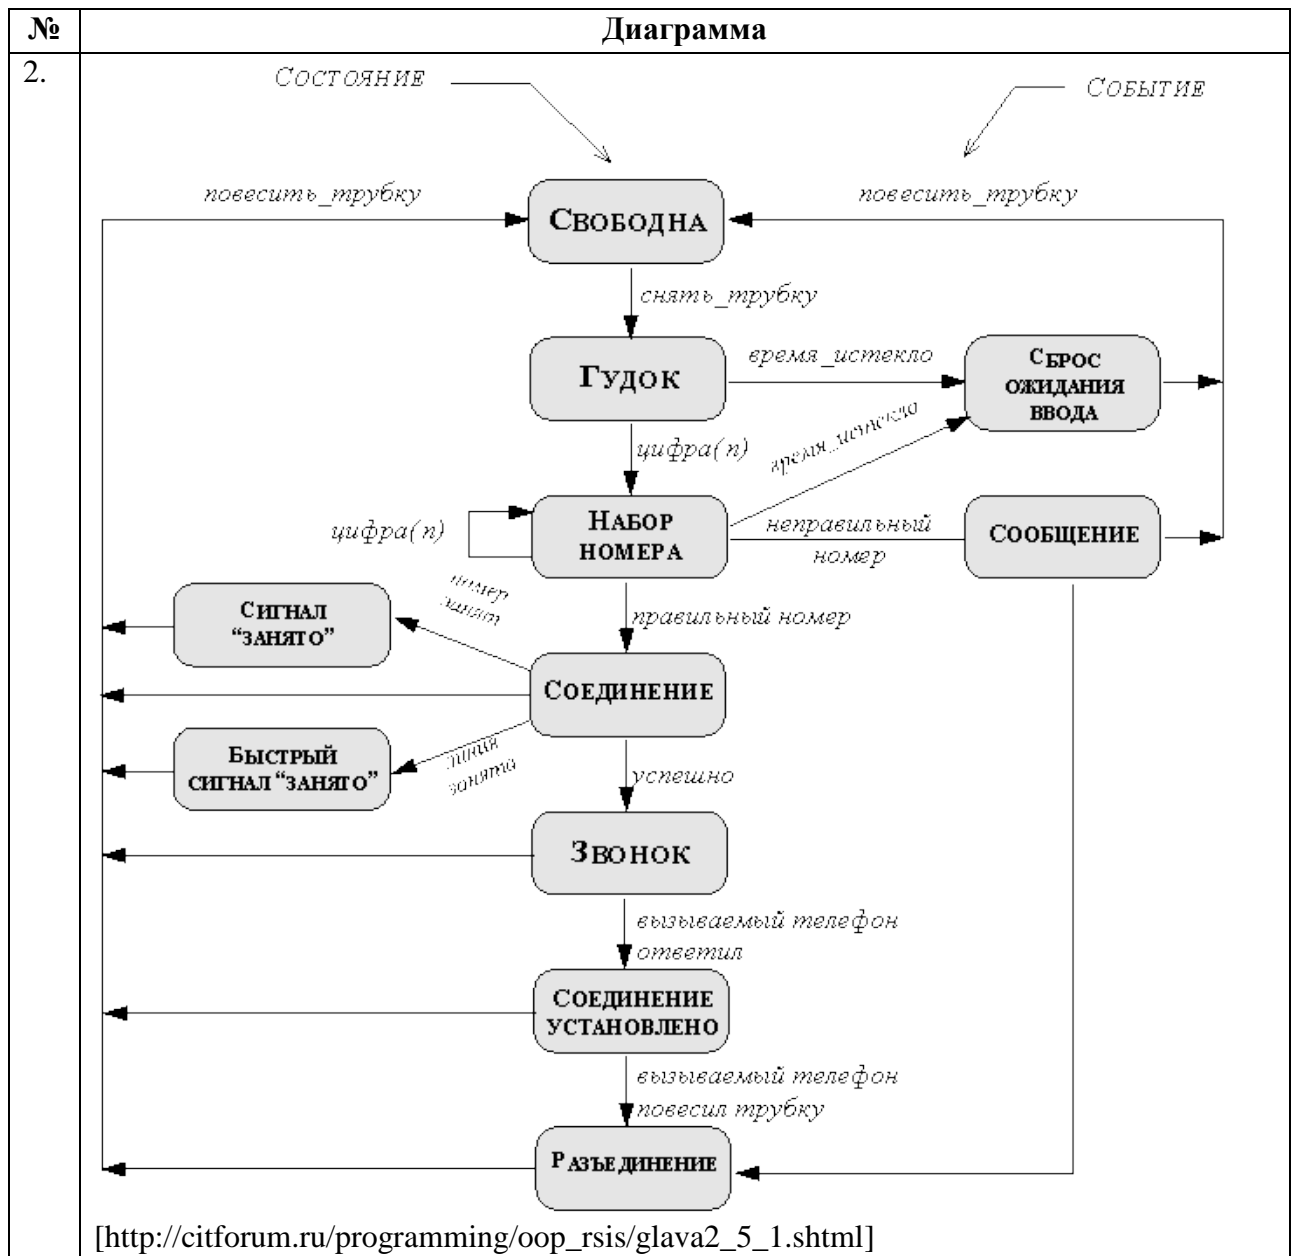 № Диаграмма
2.
СОСТОЯНИЕ
СОБЫТИЕ
повесить_трубку
повесить_трубку
СВОБОДНА
снять_трубку
ГУДОК
время_истекло
СБРОС
ОЖИДАНИЯ
ВВОДА
цифра(n)
время_истекло
цифра(n)
НАБОР
НОМЕРА
неправильный
номер
СООБЩЕНИЕ
номер
занят
СИГНАЛ
“ЗАНЯТО”
правильный номер
СОЕДИНЕНИЕ
БЫСТРЫЙ
СИГНАЛ “ЗАНЯТО”
линия
занята
успешно
ЗВОНОК
вызываемый телефон
ответил
СОЕДИНЕНИЕ
УСТАНОВЛЕНО
вызываемый телефон
повесил трубку
РАЗЪЕДИНЕНИЕ
[http://citforum.ru/programming/oop_rsis/glava2_5_1.shtml]